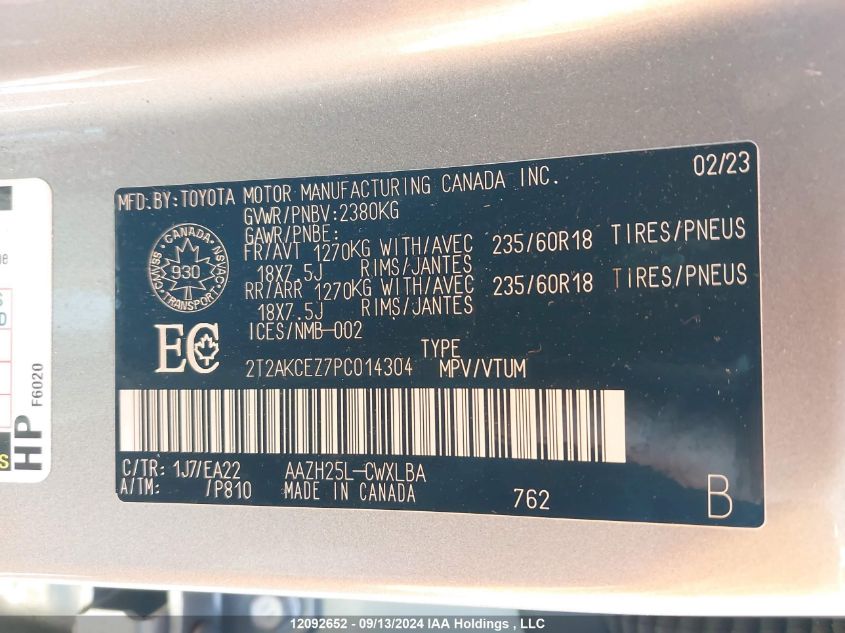 MFD.BY:TOYOTA MOTOR MANUFACTURING CANADA INC. 02/23
GVWR/PNBV:2380KG
GAWR/PNBE:
FR/AVT 1270KG WITH/AVEC 235/60R18 TIRES/PNEUS
18X7.5J RIMS/JANTES
RR/ARR 1270KG WITH/AVEC 235/60R18 TIRES/PNEUS
18X7.5J RIMS/JANTES
ICES/NMB-002
CANADA
930
TRANSPORT
EC
TYPE
2T2AKCEZ7PC014304 MPV/VTUM
C/TR: 1J7/EA22 AAZH25L-CWXLBA
A/TM: /P810 MADE IN CANADA 762 B
HP
F6020
12092652 - 09/13/2024 IAA Holdings , LLC